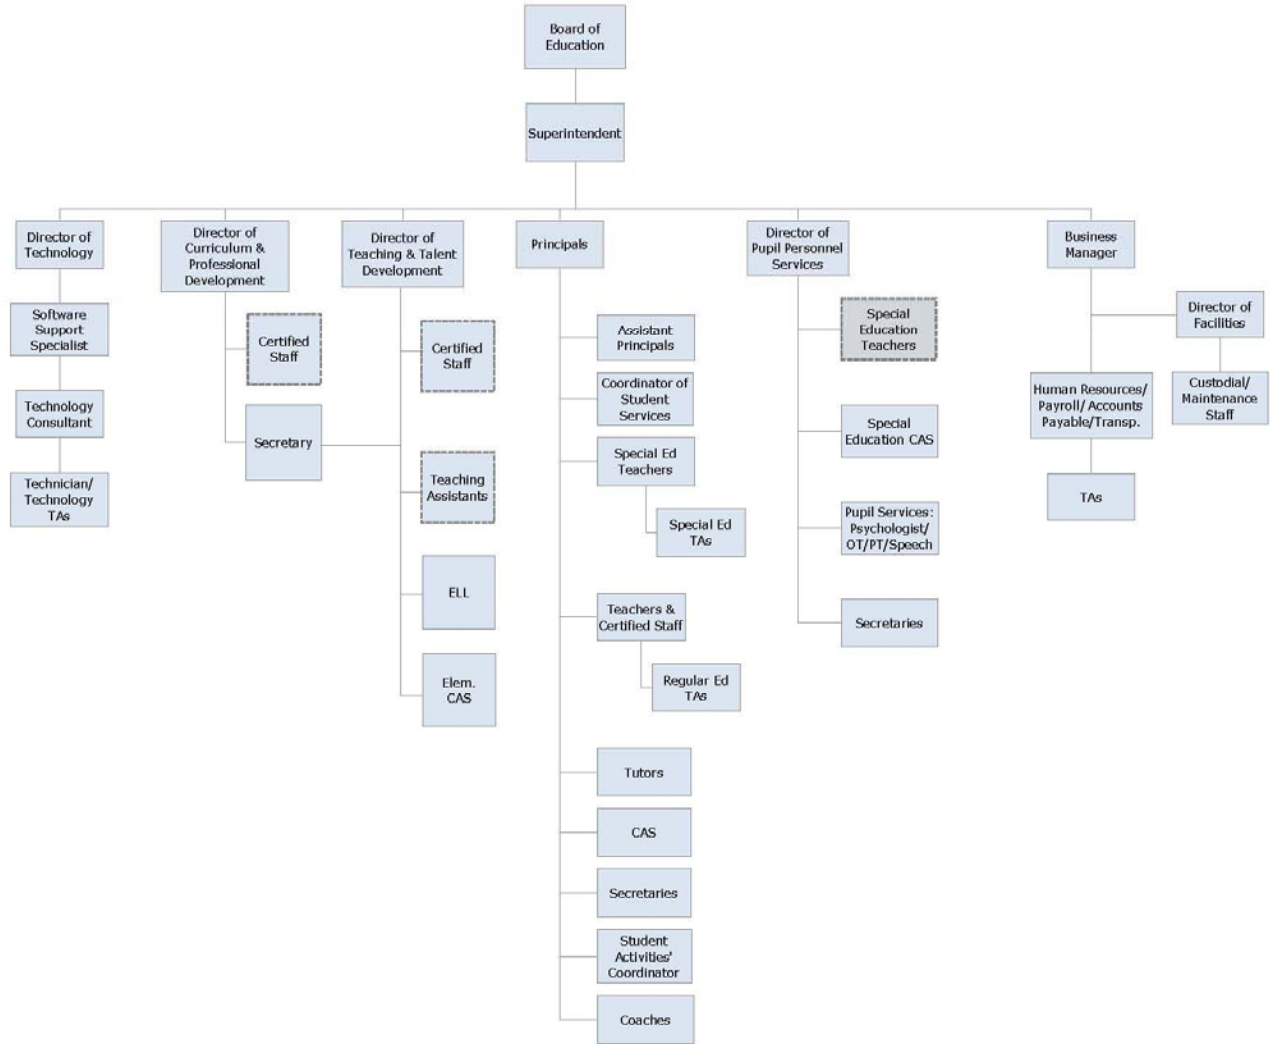 Board of
Education
Superintendent
Director of
Technology
Software
Support
Specialist
Technology
Consultant
Technician/
Technology
TAs
Director of
Curriculum &
Professional
Development
Certified
Staff
Secretary
Director of
Teaching & Talent
Development
Certified
Staff
Teaching
Assistants
ELL
Elem.
CAS
Principals
Assistant
Principals
Coordinator of
Student
Services
Special Ed
Teachers
Special Ed
TAs
Teachers &
Certified Staff
Regular Ed
TAs
Tutors
CAS
Secretaries
Student
Activities'
Coordinator
Coaches
Director of
Pupil Personnel
Services
Special
Education
Teachers
Special
Education CAS
Pupil Services:
Psychologist/
OT/PT/Speech
Secretaries
Business
Manager
Director of
Facilities
Custodial/
Maintenance
Staff
Human Resources/
Payroll/ Accounts
Payable/Transp.
TAs